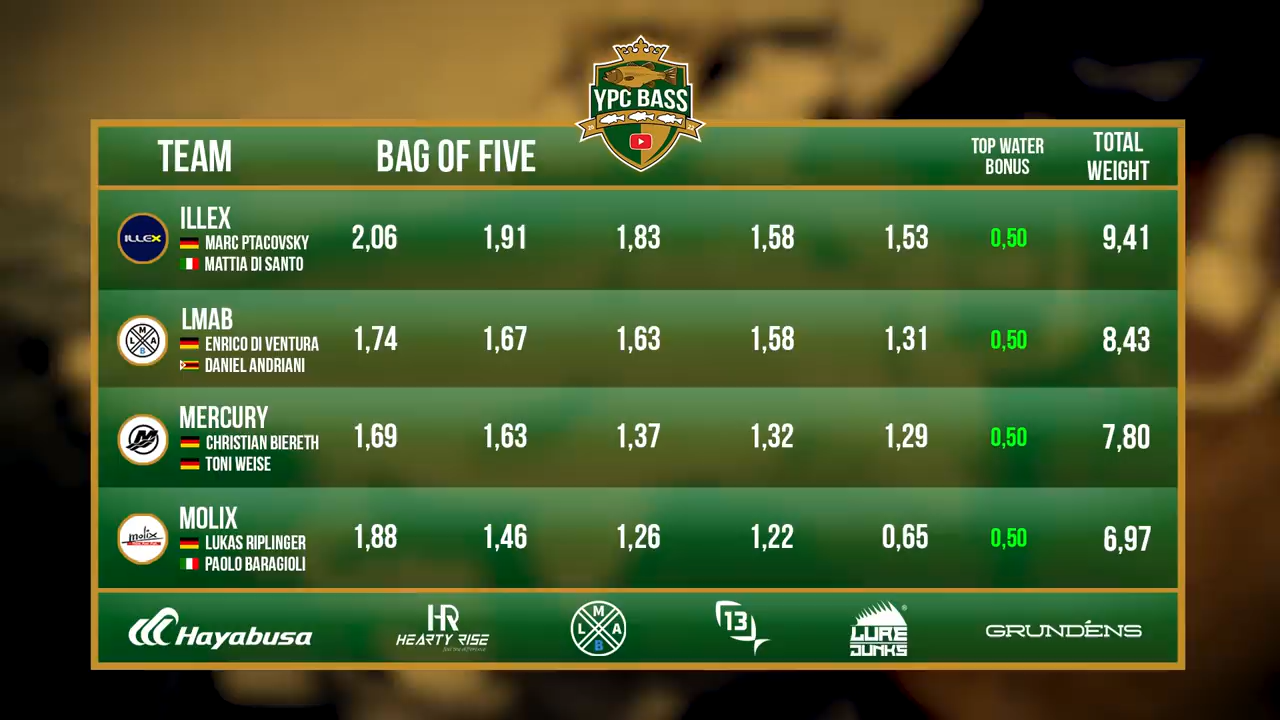 YPC BASS
TEAM
BAG OF FIVE
TOP WATER
BONUS
TOTAL
WEIGHT
ILLEX
ILLEX
MARC PTACOVSKY
MATTIA DI SANTO
2,06 1,91 1,83 1,58 1,53 0,50 9,41
M
L A
B
LMAB
ENRICO DI VENTURA
DANIEL ANDRIANI
1,74 1,67 1,63 1,58 1,31 0,50 8,43
MERCURY
CHRISTIAN BIERETH
TONI WEISE
1,69 1,63 1,37 1,32 1,29 0,50 7,80
molix
MOLIX
LUKAS RIPLINGER
PAOLO BARAGIOLI
1,88 1,46 1,26 1,22 0,65 0,50 6,97
Hayabusa
HR
HEARTY RISE
feel the difference
M
L A
B
13
LURE
JUNKS
GRUNDÉNS